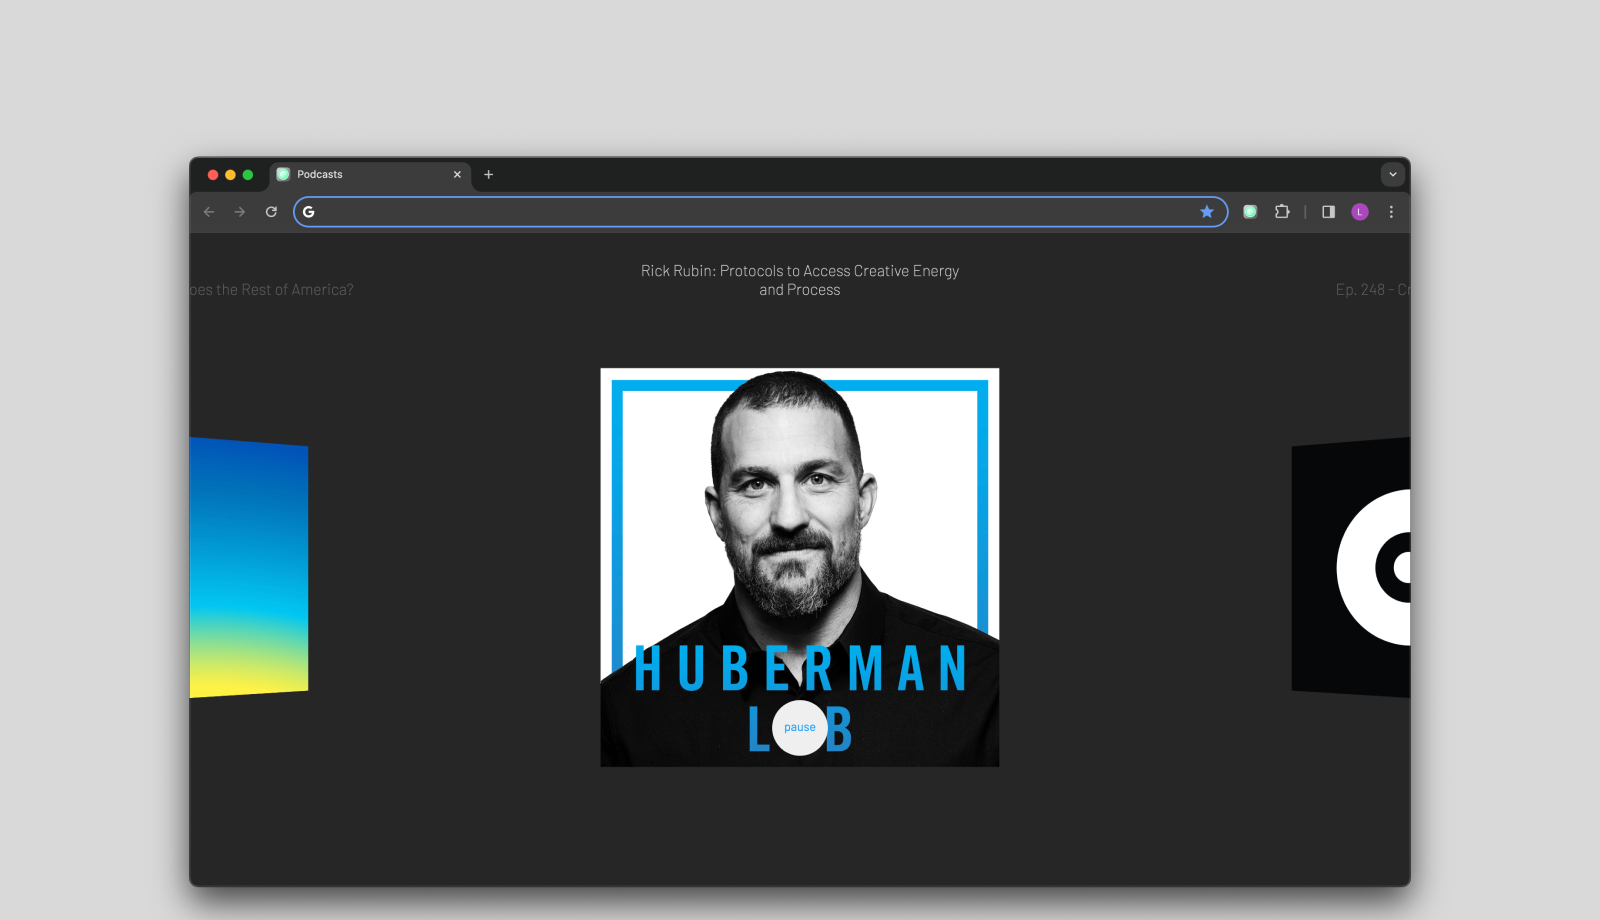 Podcasts
G
L
Rick Rubin: Protocols to Access Creative Energy
and Process
oes the Rest of America?
Ep. 248 - Cr
HUBERMAN
L B
pause